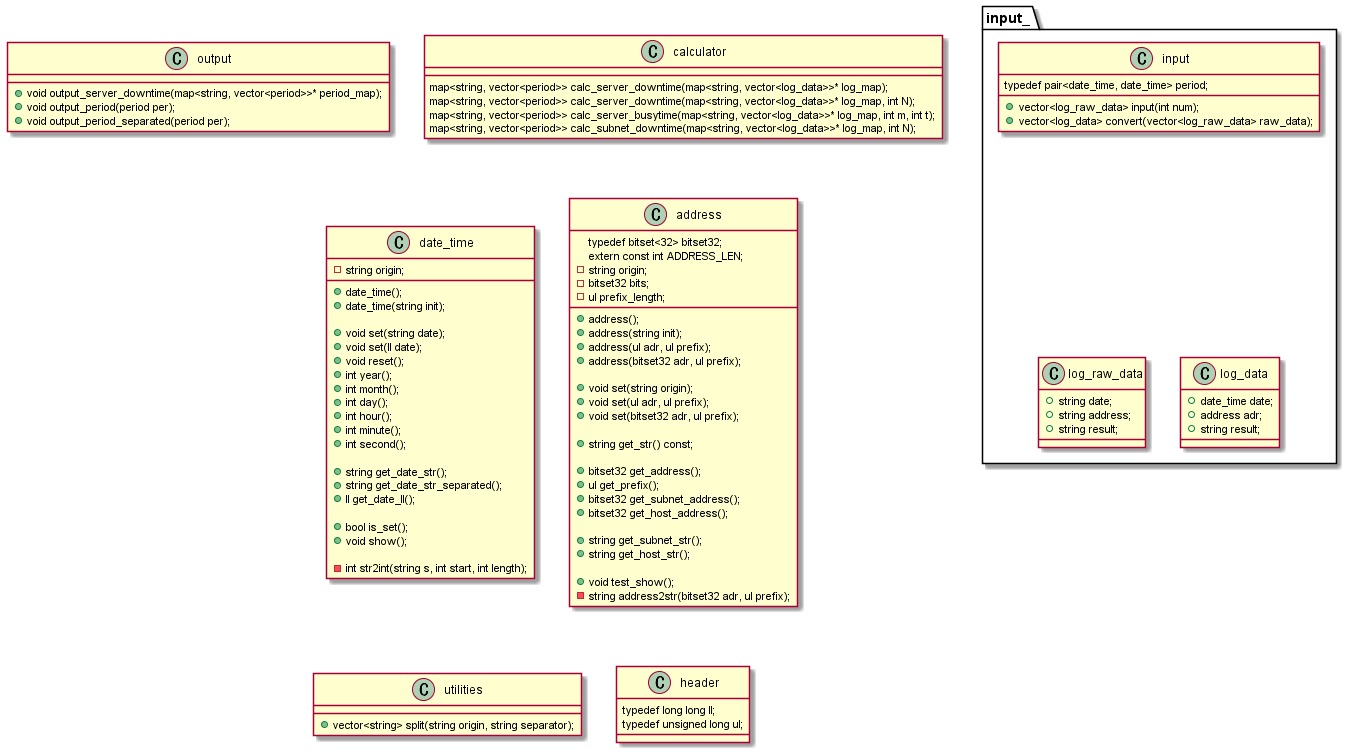 C output
void output_server_downtime(map<string, vector<period>>* period_map);
void output_period(period per);
void output_period_separated(period per);
C calculator
map<string, vector<period>> calc_server_downtime(map<string, vector<log_data>>* log_map);
map<string, vector<period>> calc_server_downtime(map<string, vector<log_data>>* log_map, int N);
map<string, vector<period>> calc_server_busytime(map<string, vector<log_data>>* log_map, int m, int t);
map<string, vector<period>> calc_subnet_downtime(map<string, vector<log_data>>* log_map, int N);
input_
C input
typedef pair<date_time, date_time> period;
vector<log_raw_data> input(int num);
vector<log_data> convert(vector<log_raw_data> raw_data);
C date_time
string origin;
date_time();
date_time(string init);
void set(string date);
void set(ll date);
void reset();
int year();
int month();
int day();
int hour();
int minute();
int second();
string get_date_str();
string get_date_str_separated();
ll get_date_ll();
bool is_set();
void show();
int str2int(string s, int start, int length);
C address
typedef bitset<32> bitset32;
extern const int ADDRESS_LEN;
string origin;
bitset32 bits;
ul prefix_length;
address();
address(string init);
address(ul adr, ul prefix);
address(bitset32 adr, ul prefix);
void set(string origin);
void set(ul adr, ul prefix);
void set(bitset32 adr, ul prefix);
string get_str() const;
bitset32 get_address();
ul get_prefix();
bitset32 get_subnet_address();
bitset32 get_host_address();
string get_subnet_str();
string get_host_str();
void test_show();
string address2str(bitset32 adr, ul prefix);
C log_raw_data
string date;
string address;
string result;
C log_data
date_time date;
address adr;
string result;
C utilities
vector<string> split(string origin, string separator);
C header
typedef long long ll;
typedef unsigned long ul;